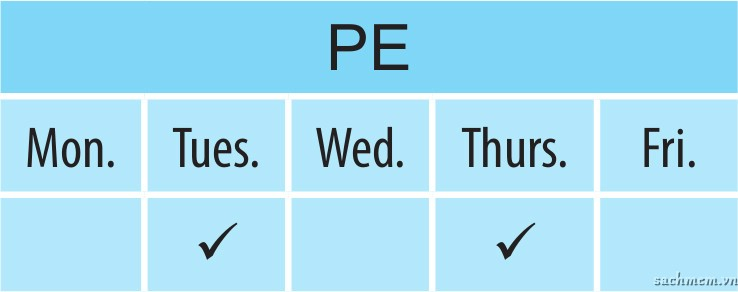 PE
Mon. Tues. Wed. Thurs. Fri.
✓ ✓
sachmem.vn